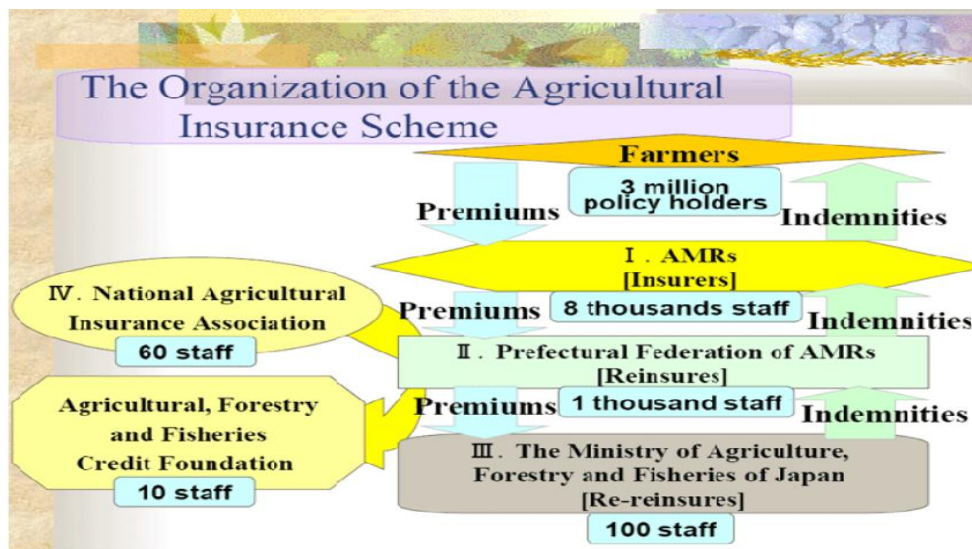 The Organization of the Agricultural
Insurance Scheme
Farmers
3 million
policy holders
Premiums
Indemnities
Ⅰ. AMRs
[Insurers]
8 thousands staff
Premiums
Indemnities
Ⅳ. National Agricultural
Insurance Association
60 staff
Ⅱ. Prefectural Federation of AMRs
[Reinsures]
1 thousand staff
Premiums
Indemnities
Agricultural, Forestry
and Fisheries
Credit Foundation
10 staff
Ⅲ. The Ministry of Agriculture,
Forestry and Fisheries of Japan
[Re-reinsures]
100 staff